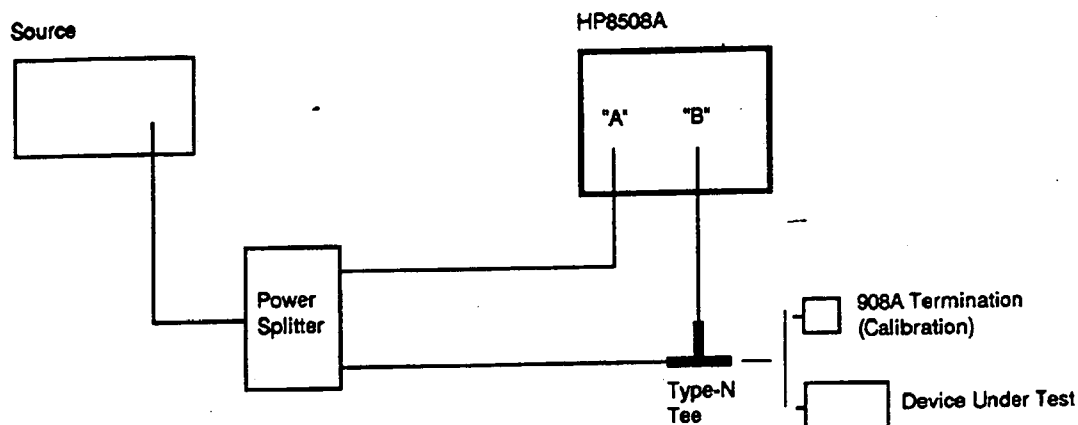 Source
HP8508A
"A"
"B"
Power
Splitter
908A Termination
(Calibration)
Type-N
Tee
Device Under Test